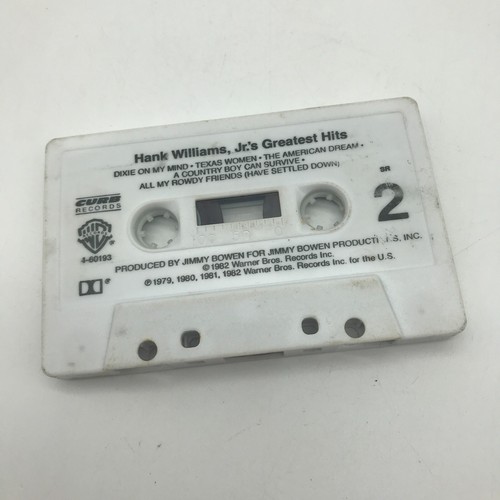 Hank Williams, Jr.'s Greatest Hits
DIXIE ON MY MIND • TEXAS WOMEN • THE AMERICAN DREAM •
A COUNTRY BOY CAN SURVIVE •
ALL MY ROWDY FRIENDS (HAVE SETTLED DOWN)
CURB
RECORDS
SR
2
4-60193
PRODUCED BY JIMMY BOWEN FOR JIMMY BOWEN INC.
©1982 Warner Bros. Records Inc.
℗1979, 1980, 1981, 1982 Warner Bros. Records Inc. for the U.S.